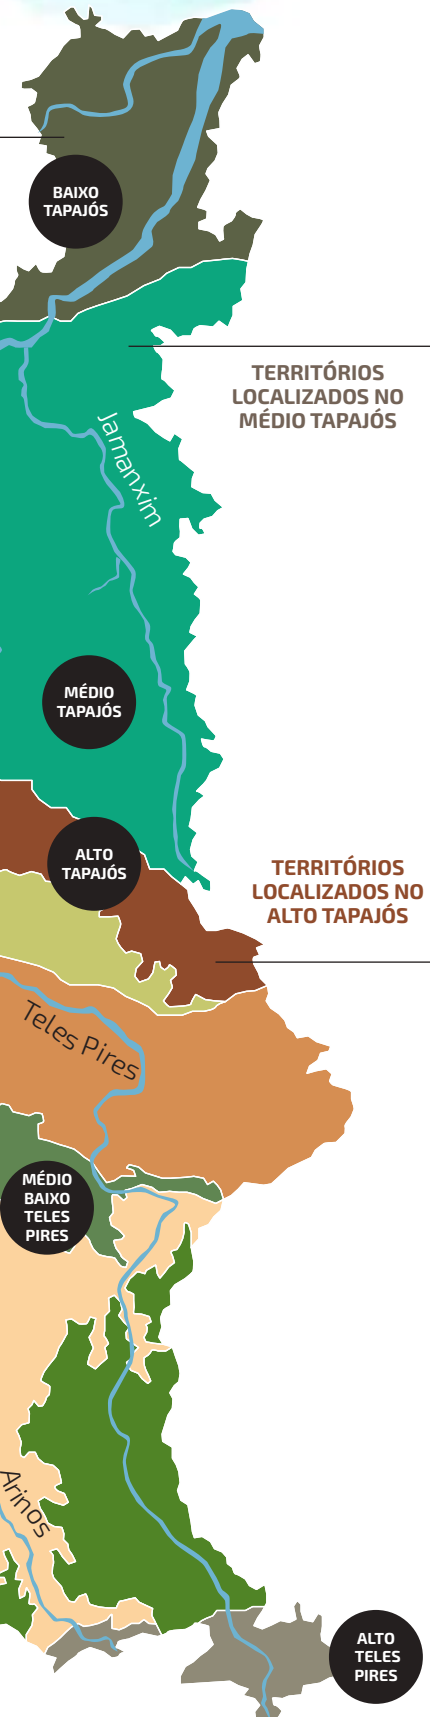 BAIXO
TAPAJÓS
TERRITÓRIOS
LOCALIZADOS NO
MÉDIO TAPAJÓS
Jamanxim
MÉDIO
TAPAJÓS
ALTO
TAPAJÓS
TERRITÓRIOS
LOCALIZADOS NO
ALTO TAPAJÓS
Teles Pires
MÉDIO
BAIXO
TELES
PIRES
Arinos
ALTO
TELES
PIRES